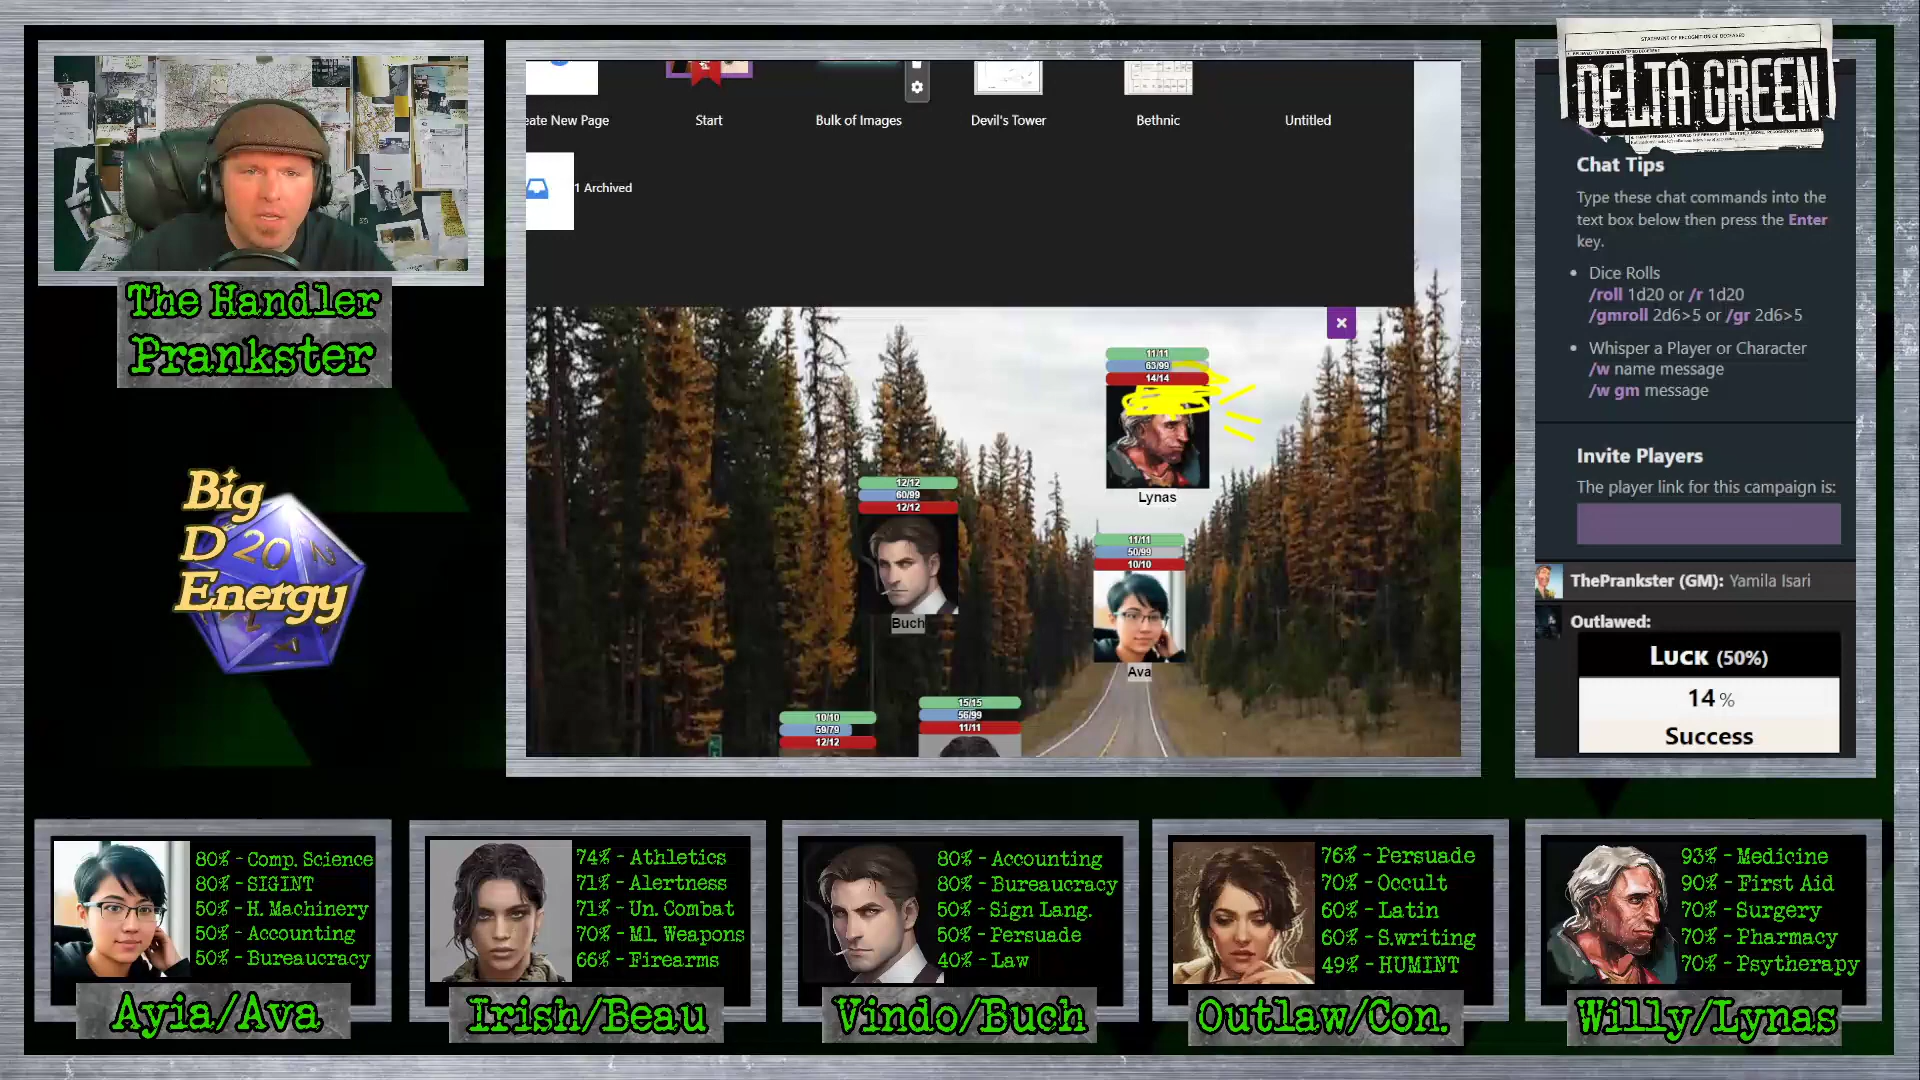 The Handler
Prankster
Big
D 20
Energy
eate New Page
Start
Bulk of Images
Devil's Tower
Bethnic
Untitled
1 Archived
11/11
63/99
14/14
Lynas
12/12
60/99
12/12
Buch
11/11
50/99
10/10
Ava
10/10
59/79
12/12
15/15
56/99
11/11
STATEMENT OF RECOGNITION OF DECEASED
DELTA GREEN
Chat Tips
Type these chat commands into the
text box below then press the Enter
key.
• Dice Rolls
/roll 1d20 or /r 1d20
/gmroll 2d6>5 or /gr 2d6>5
• Whisper a Player or Character
/w name message
/w gm message
Invite Players
The player link for this campaign is:
ThePrankster (GM): Yamila Isari
Outlawed:
LUCK (50%)
14 %
Success
80% - Comp. Science
80% - SIGINT
50% - H. Machinery
50% - Accounting
50% - Bureaucracy
Ayia/Ava
74% - Athletics
71% - Alertness
71% - Un. Combat
70% - Ml. Weapons
66% - Firearms
Irish/Beau
80% - Accounting
80% - Bureaucracy
50% - Sign Lang.
50% - Persuade
40% - Law
Vindo/Buch
76% - Persuade
70% - Occult
60% - Latin
60% - S.writing
49% - HUMINT
Outlaw/Con.
93% - Medicine
90% - First Aid
70% - Surgery
70% - Pharmacy
70% - Psytherapy
Willy/Lynas